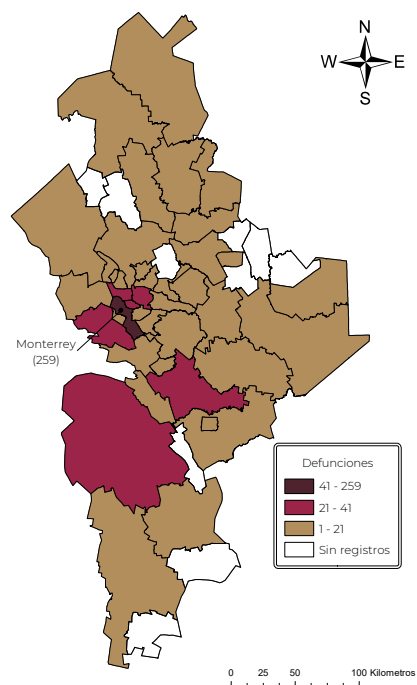 N
W E
S
Monterrey
(259)
Defunciones
41 - 259
21 - 41
1 - 21
Sin registros
0 25 50 100 Kilometros